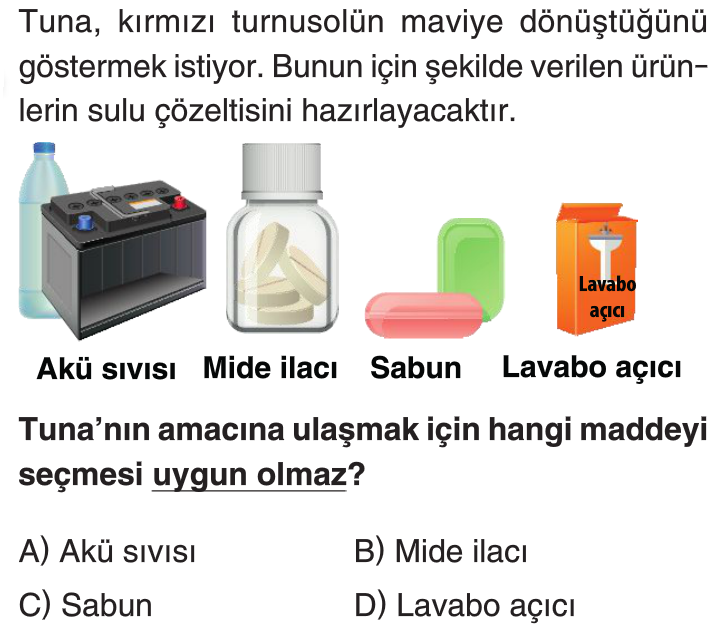 Tuna, kırmızı turnusolün maviye dönüştüğünü
göstermek istiyor. Bunun için şekilde verilen ürün-
lerin sulu çözeltisini hazırlayacaktır.
Lavabo
açıcı
Akü sıvısı Mide ilacı Sabun Lavabo açıcı
Tuna’nın amacına ulaşmak için hangi maddeyi
seçmesi uygun olmaz?
A) Akü sıvısı B) Mide ilacı
C) Sabun D) Lavabo açıcı